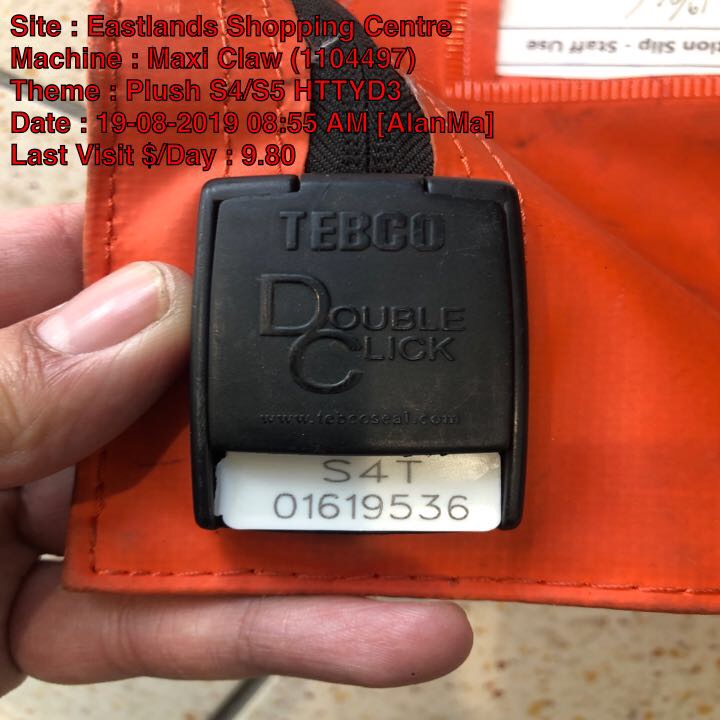 Site : Eastlands Shopping Centre
Machine : Maxi Claw (1104497)
Theme : Plush S4/S5 HTTYD3
Date : 19-08-2019 08:55 AM [AlanMa]
Last Visit $/Day : 9.80
tion Slip - Staff Use
TEBCO
DOUBLE
CLICK
www.tebcoseal.com
S4T
01619536